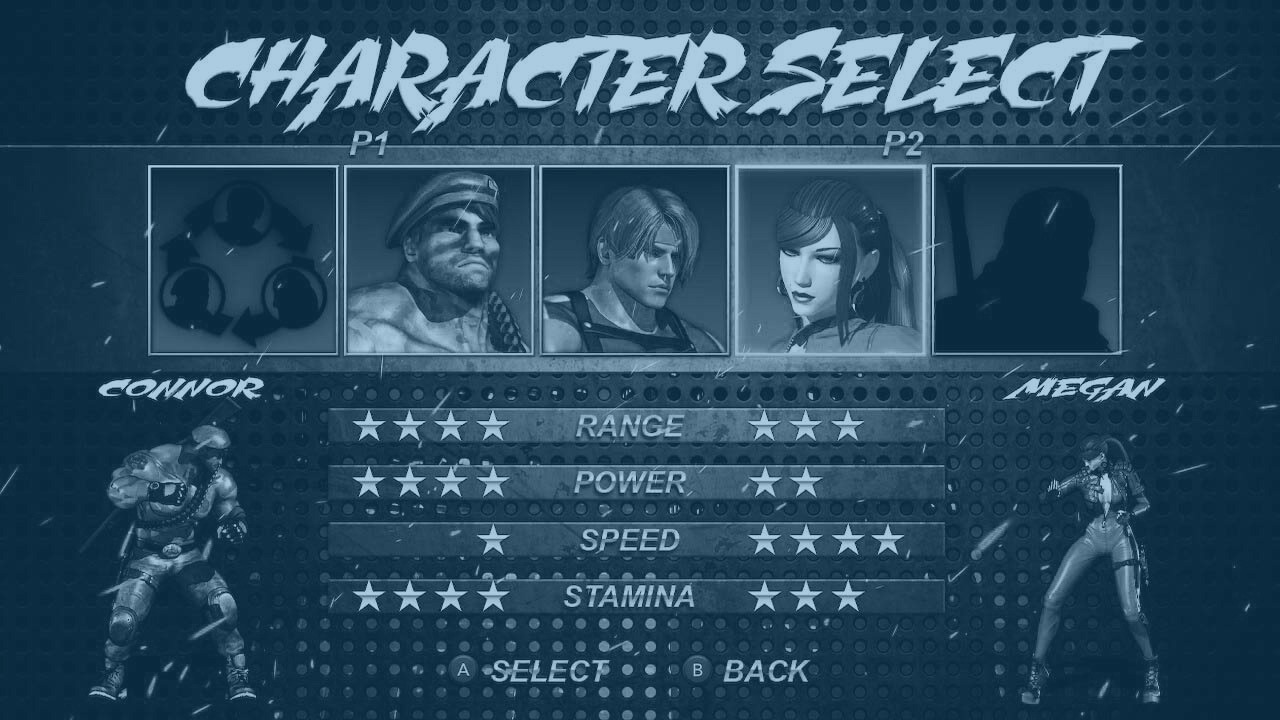 CHARACTER SELECT
P1 P2
CONNOR MEGAN
RANGE
POWER
SPEED
STAMINA
A SELECT B BACK